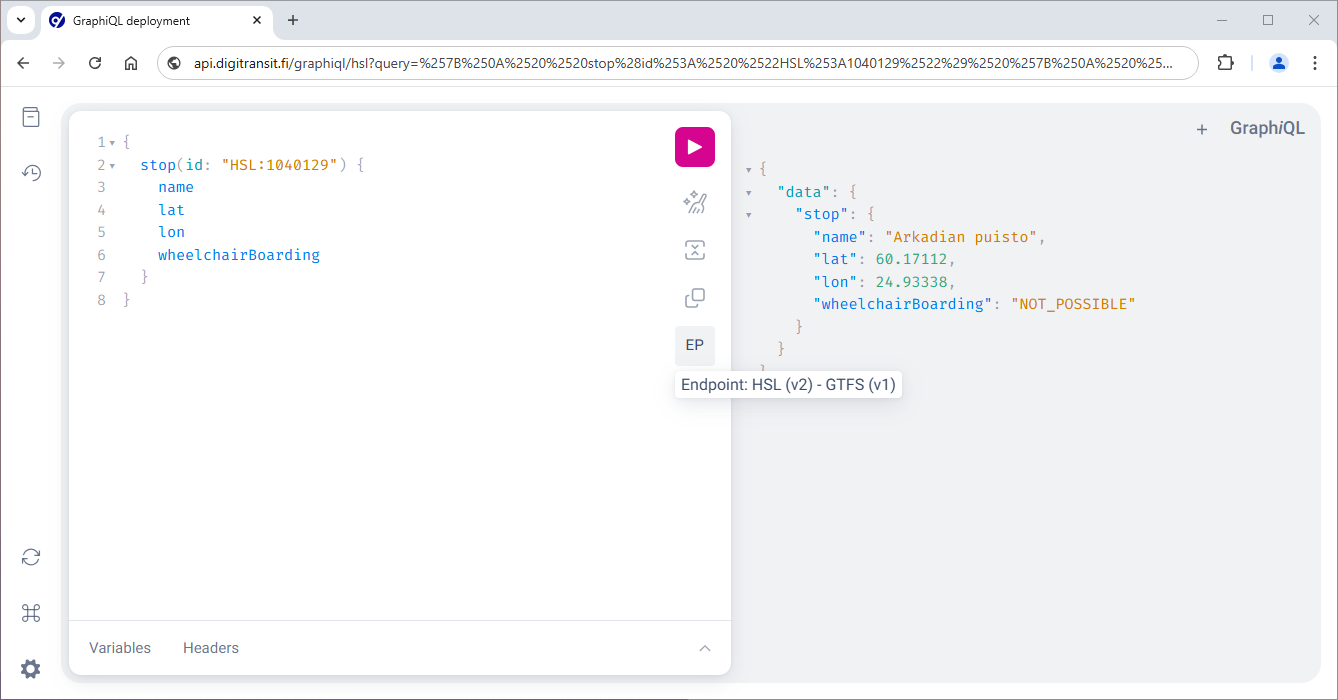 GraphiQL deployment
api.digitransit.fi/graphiql/hsl?query=%257B%250A%2520%2520stop%28id%253A%2520%2522HSL%253A1040129%2522%29%2520%257B%250A%2520%25...
1 {
2 stop(id: "HSL:1040129") {
3 name
4 lat
5 lon
6 wheelchairBoarding
7 }
8 }
EP
Endpoint: HSL (v2) - GTFS (v1)
Variables Headers
+ GraphiQL
{
"data": {
"stop": {
"name": "Arkadian puisto",
"lat": 60.17112,
"lon": 24.93338,
"wheelchairBoarding": "NOT_POSSIBLE"
}
}
}